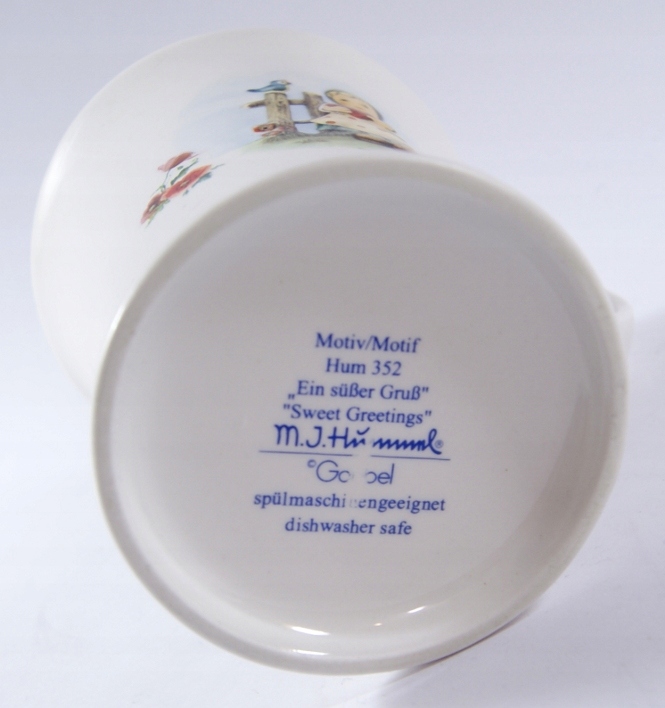 Motiv/Motif
Hum 352
„Ein süßer Gruß"
"Sweet Greetings"
M.J.Hummel®
©Goebel
spülmaschinengeeignet
dishwasher safe